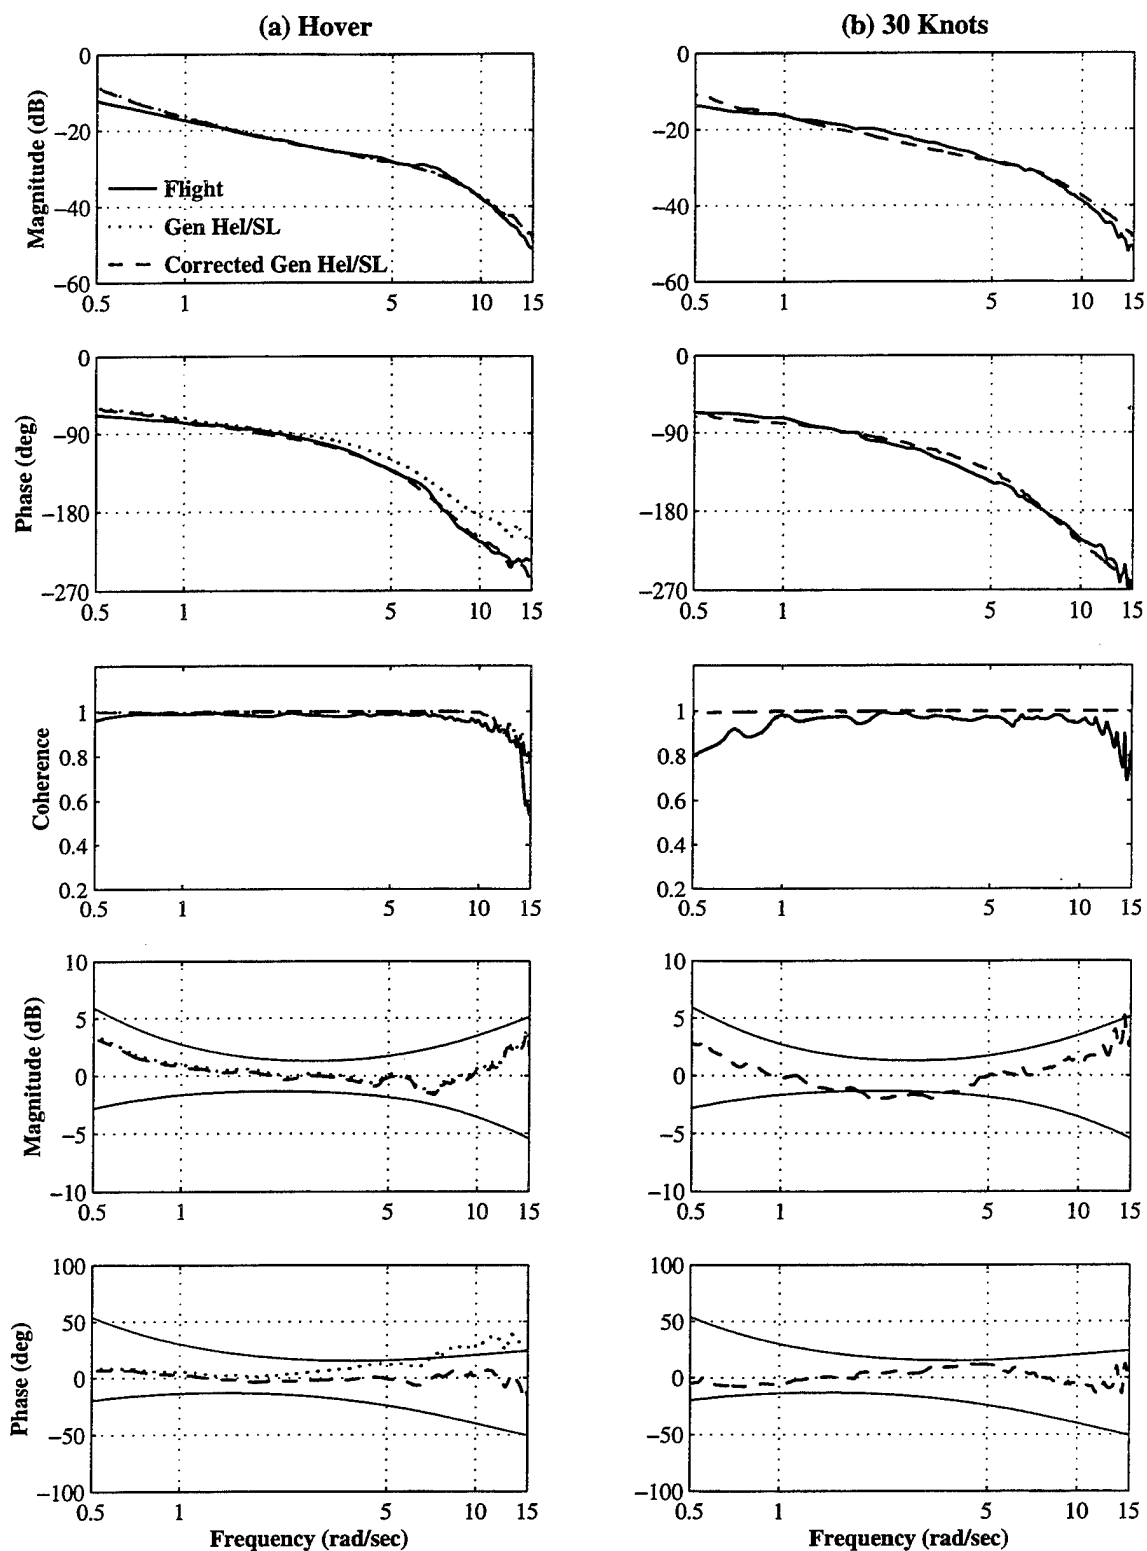 (a) Hover
(b) 30 Knots
Magnitude (dB)
0
−20
−40
−60
0.5 1 5 10 15
Flight
Gen Hel/SL
Corrected Gen Hel/SL
0
−20
−40
−60
0.5 1 5 10 15
Phase (deg)
0
−90
−180
−270
0.5 1 5 10 15
0
−90
−180
−270
0.5 1 5 10 15
Coherence
1
0.8
0.6
0.4
0.2
0.5 1 5 10 15
1
0.8
0.6
0.4
0.2
0.5 1 5 10 15
Magnitude (dB)
10
5
0
−5
−10
0.5 1 5 10 15
10
5
0
−5
−10
0.5 1 5 10 15
Phase (deg)
100
50
0
−50
−100
0.5 1 5 10 15
Frequency (rad/sec)
100
50
0
−50
−100
0.5 1 5 10 15
Frequency (rad/sec)